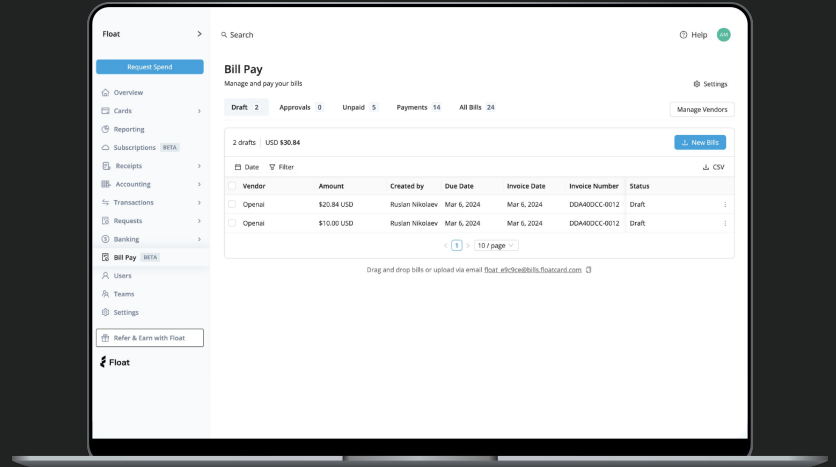 Float
Search
Help
AM
Request Spend
Overview
Cards
Reporting
Subscriptions BETA
Receipts
Accounting
Transactions
Requests
Banking
Bill Pay BETA
Users
Teams
Settings
Refer & Earn with Float
Float
Bill Pay
Manage and pay your bills
Settings
Draft 2 Approvals 0 Unpaid 5 Payments 14 All Bills 24
Manage Vendors
2 drafts USD $30.84
New Bills
Date Filter
CSV
Vendor Amount Created by Due Date Invoice Date Invoice Number Status
Openai $20.84 USD Ruslan Nikolaev Mar 6, 2024 Mar 6, 2024 DDA40DCC-0012 Draft
Openai $10.00 USD Ruslan Nikolaev Mar 6, 2024 Mar 6, 2024 DDA40DCC-0012 Draft
< 1 > 10 / page
Drag and drop bills or upload via email float_e9c9ce@bills.floatcard.com